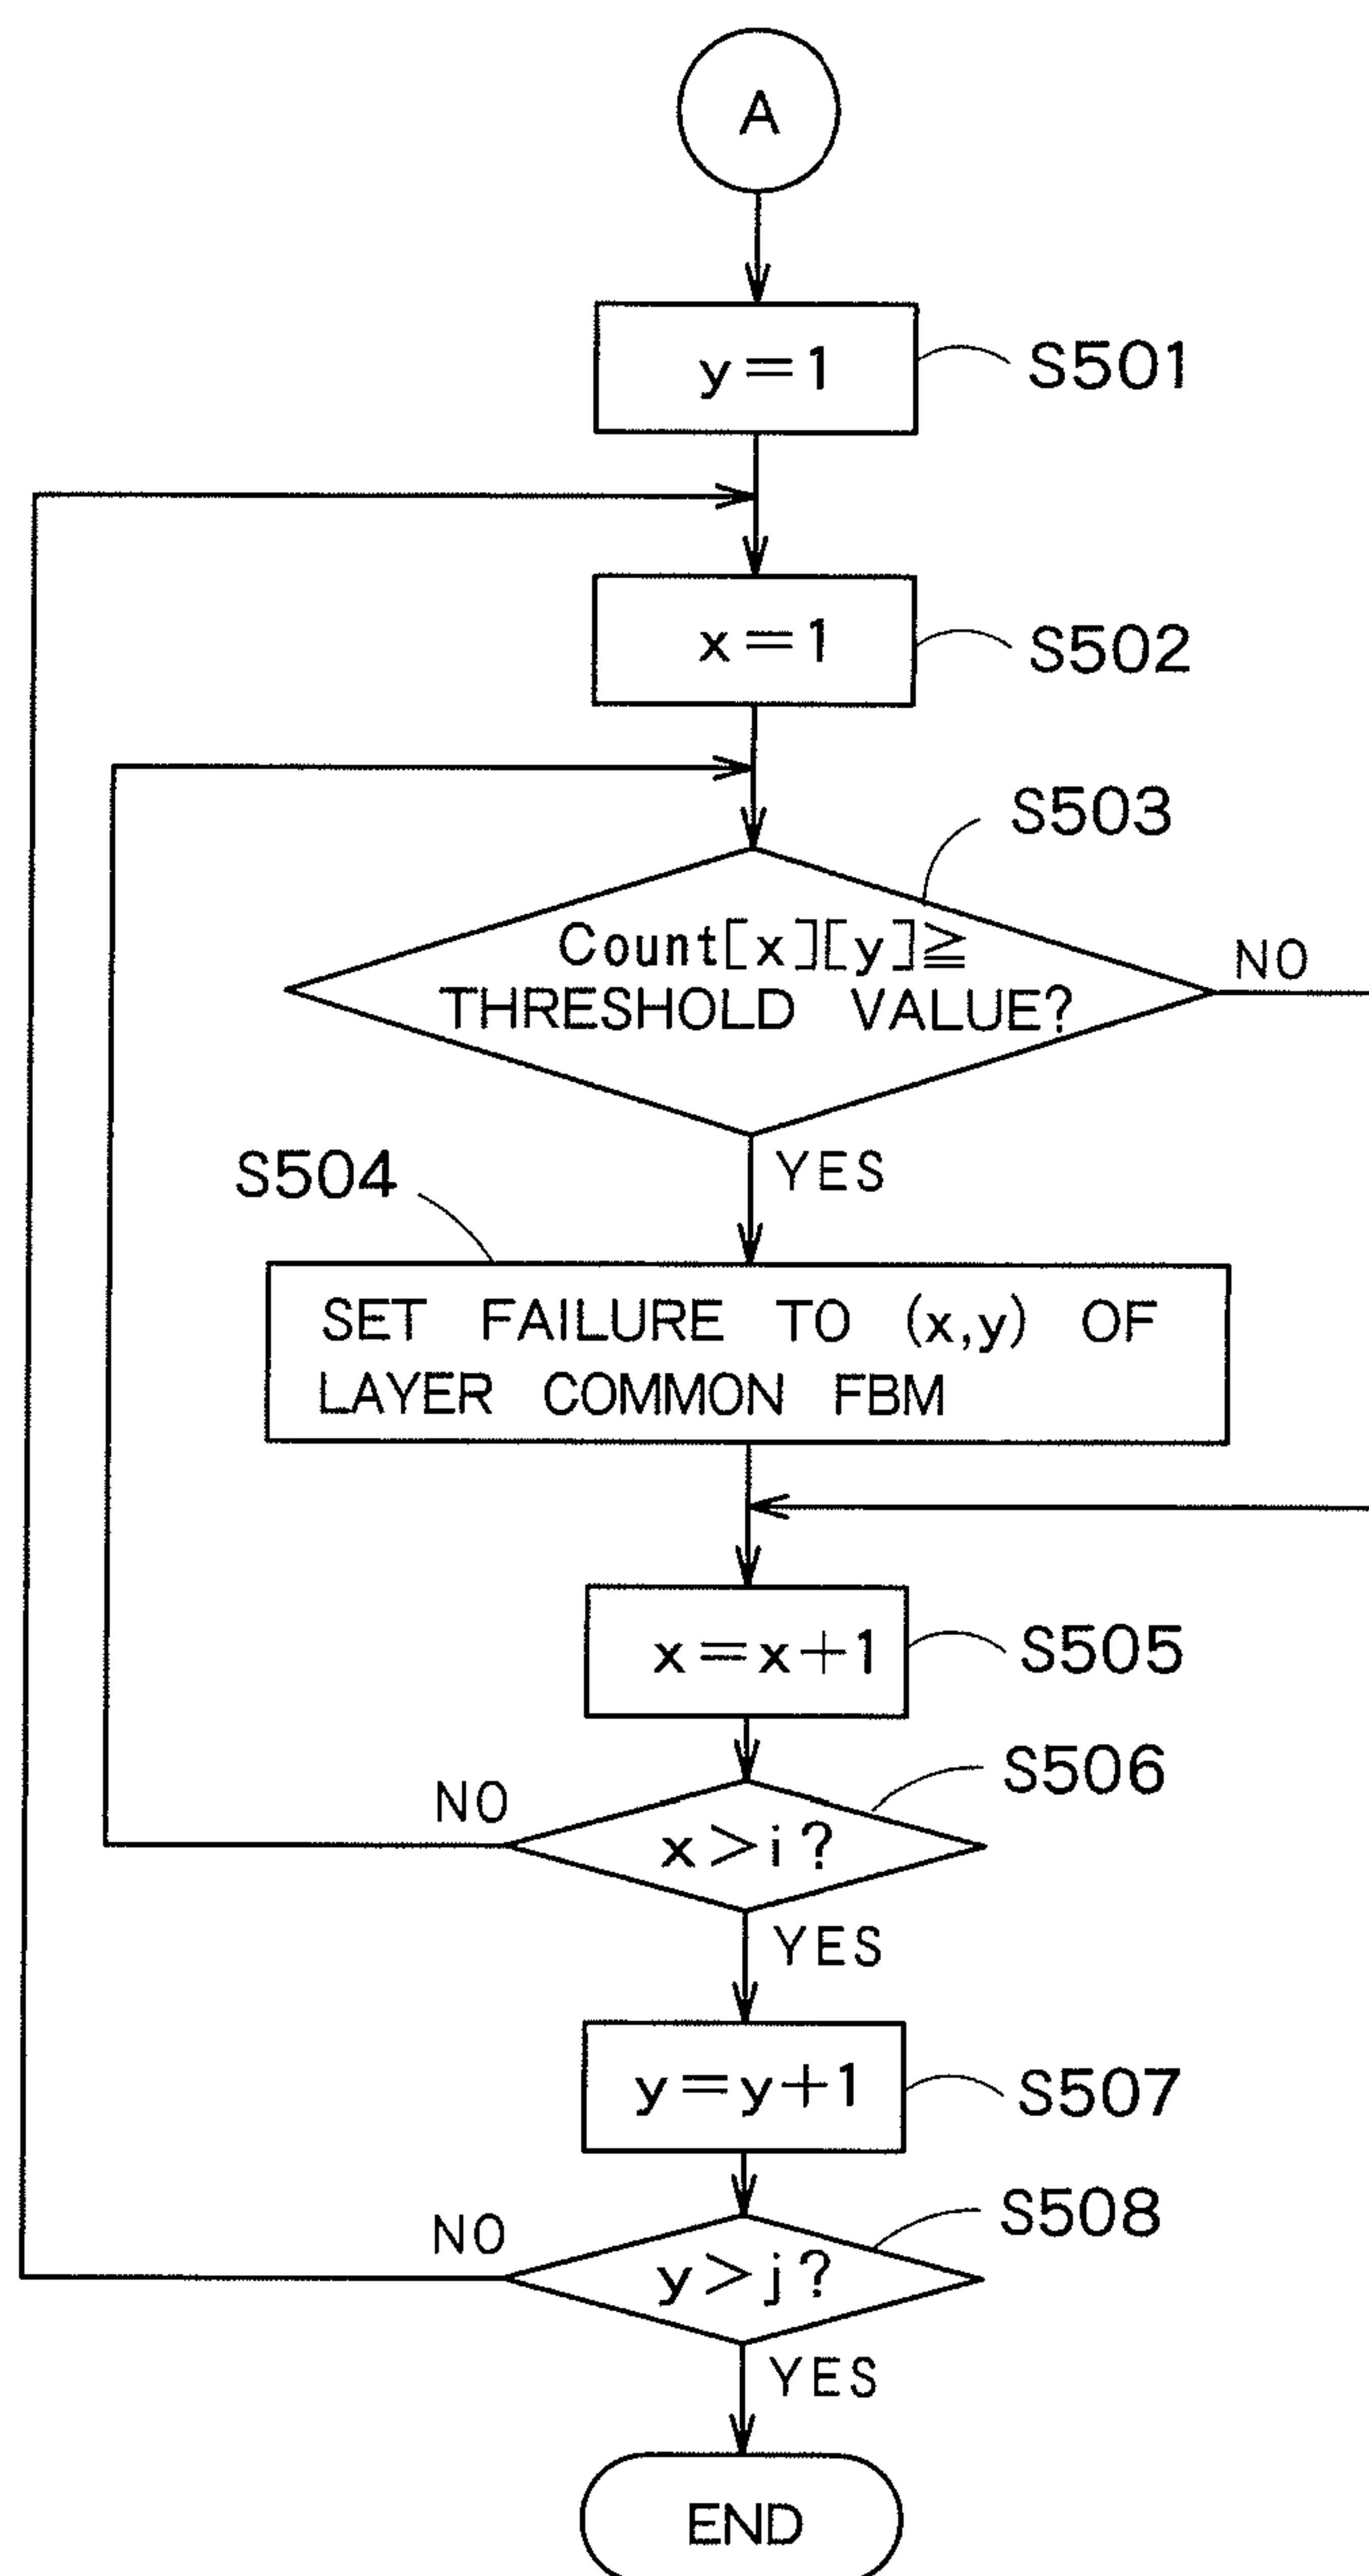 A
y=1
S501
x=1
S502
S503
Count[x][y]≧
THRESHOLD VALUE?
NO
YES
S504
SET FAILURE TO (x,y) OF
LAYER COMMON FBM
x=x+1
S505
S506
NO
x>i?
YES
y=y+1
S507
S508
NO
y>j?
YES
END